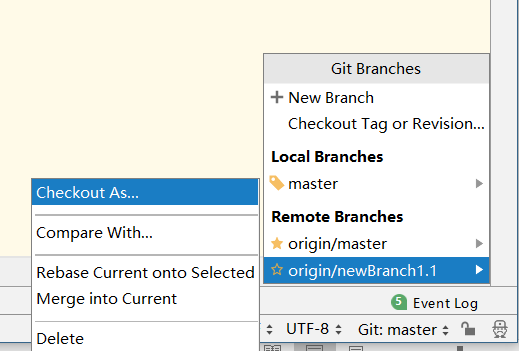 Git Branches
New Branch
Checkout Tag or Revision...
Local Branches
master
Remote Branches
origin/master
origin/newBranch1.1
Checkout As...
Compare With...
Rebase Current onto Selected
Merge into Current
Delete
5 Event Log
UTF-8 Git: master